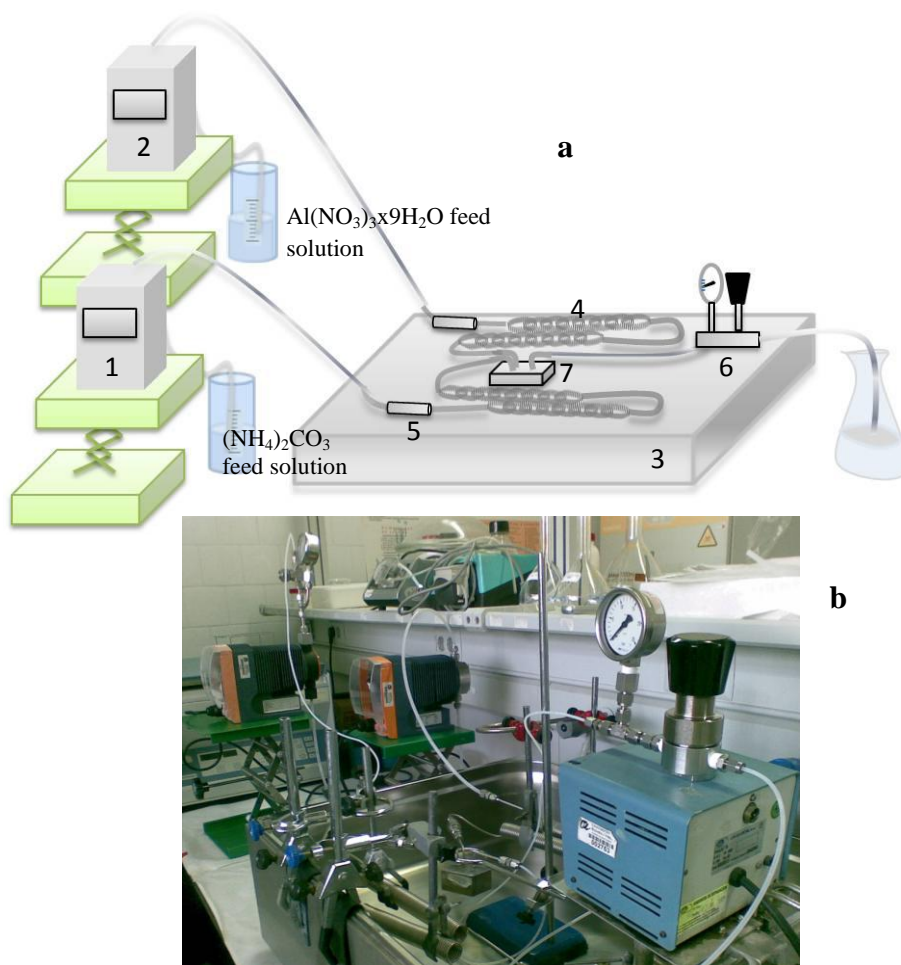 2
a
Al(NO₃)₃x9H₂O feed
solution
4
1
7
6
5
(NH₄)₂CO₃
feed solution
3
b